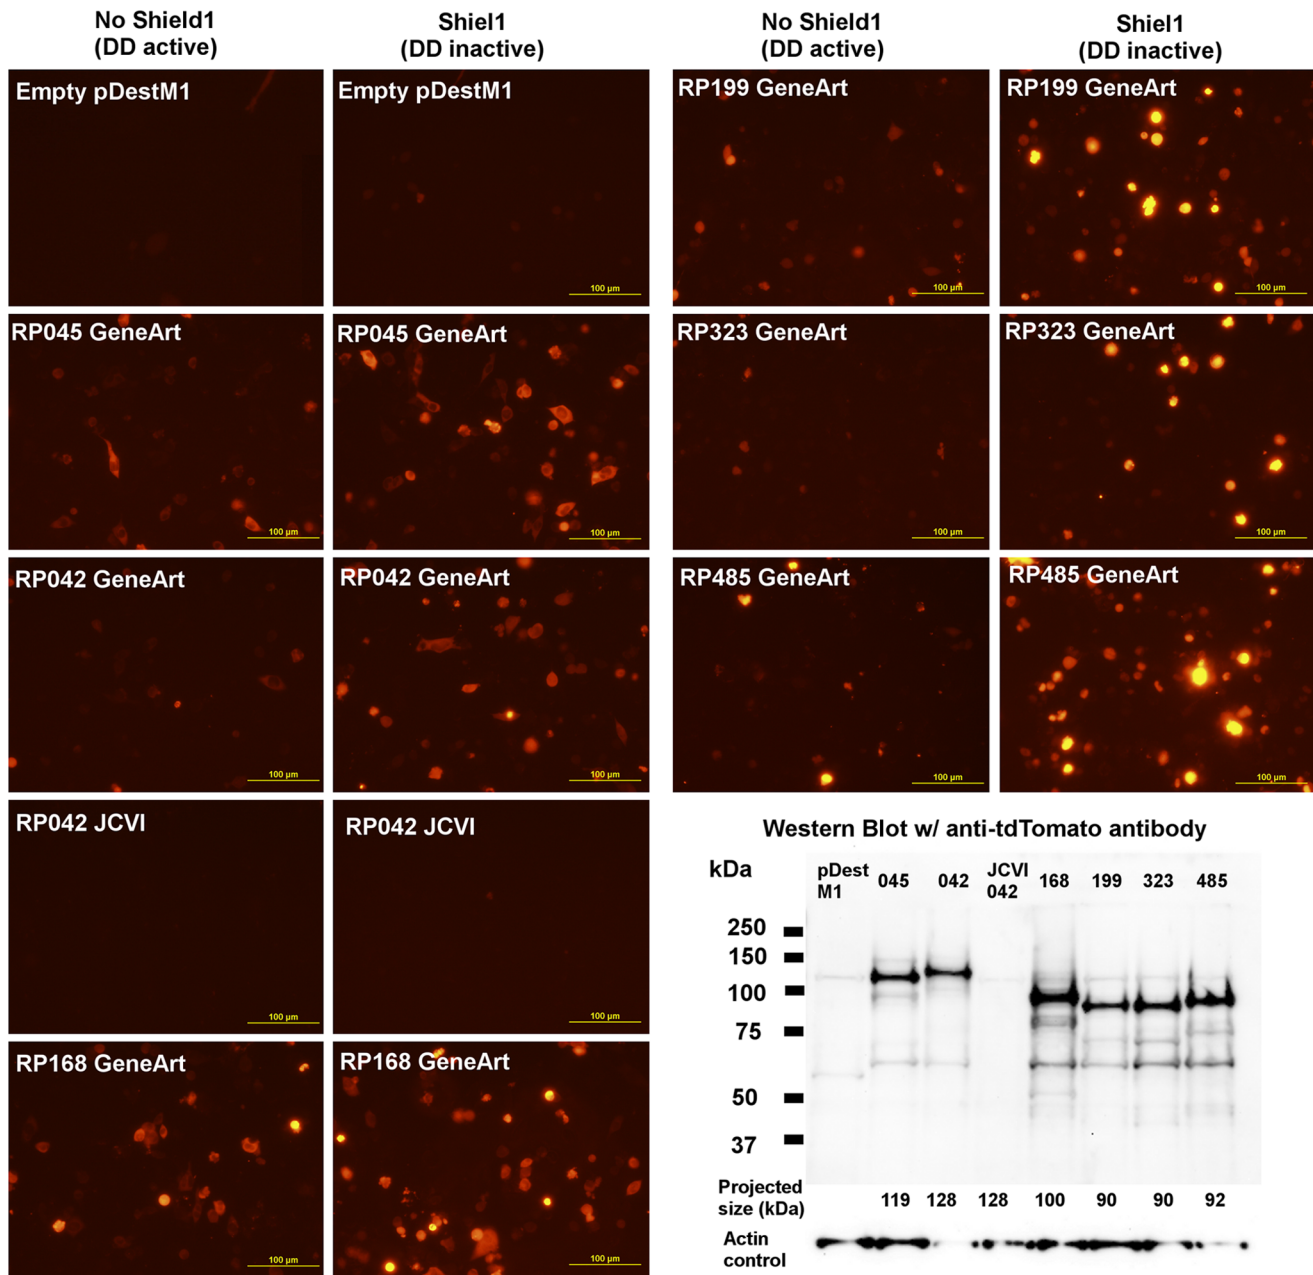 No Shield1
(DD active)
Shiel1
(DD inactive)
No Shield1
(DD active)
Shiel1
(DD inactive)
Empty pDestM1
Empty pDestM1
100 µm
RP199 GeneArt
100 µm
RP199 GeneArt
100 µm
RP045 GeneArt
100 µm
RP045 GeneArt
100 µm
RP323 GeneArt
100 µm
RP323 GeneArt
100 µm
RP042 GeneArt
100 µm
RP042 GeneArt
100 µm
RP485 GeneArt
100 µm
RP485 GeneArt
100 µm
RP042 JCVI
100 µm
RP042 JCVI
100 µm
RP168 GeneArt
100 µm
RP168 GeneArt
100 µm
Western Blot w/ anti-tdTomato antibody
kDa
pDest
M1
045
042
JCVI
042
168
199
323
485
250
150
100
75
50
37
Projected
size (kDa)
119
128
128
100
90
90
92
Actin
control